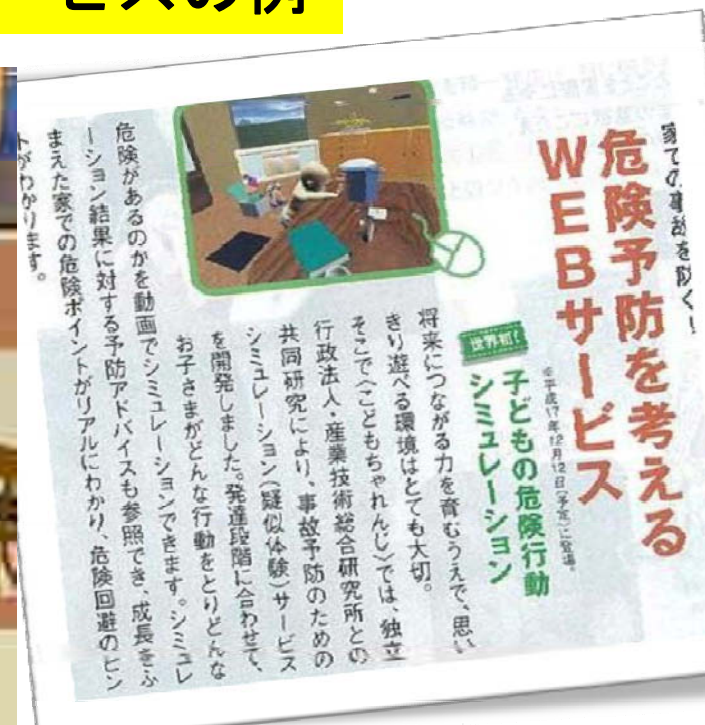 ービスの例
家での事故を防ぐ！
危険予防を考える
WEBサービス
※平成17年12月12日（予定）に登場。
世界初！
子どもの危険行動
シミュレーション
将来につながる力を育むうえで、思い
きり遊べる環境はとても大切。
そこで〈こどもちゃれんじ〉では、独立
行政法人・産業技術総合研究所との
共同研究により、事故予防のための
シミュレーション（疑似体験）サービス
を開発しました。発達段階に合わせて、
お子さまがどんな行動をとりどんな
危険があるのかを動画でシミュレーションできます。シミュレ
ーション結果に対する予防アドバイスも参照でき、成長をふ
まえた家での危険ポイントがリアルにわかり、危険回避のヒン
トがわかります。